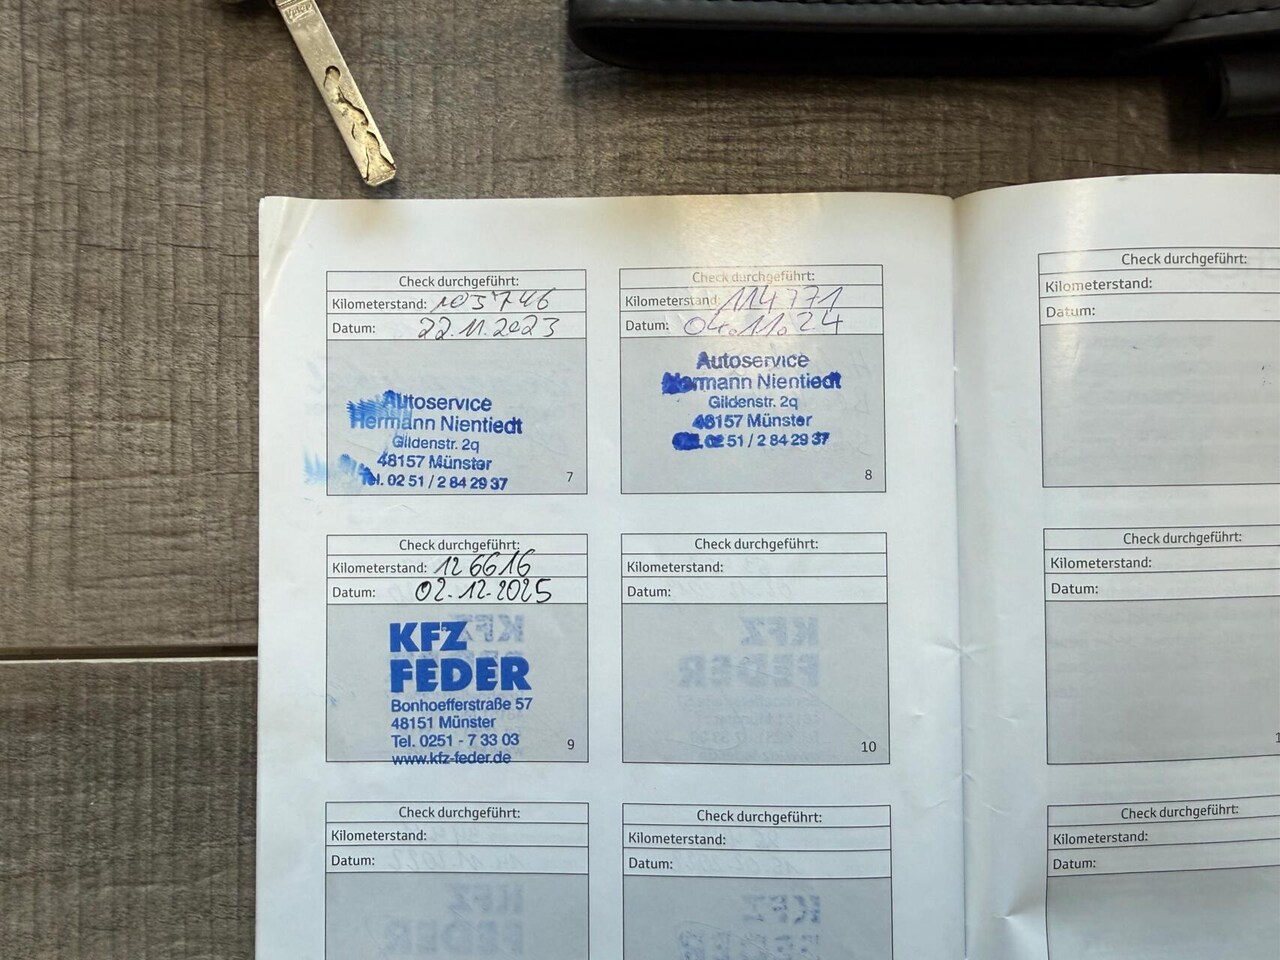 Check durchgeführt:
Kilometerstand: 103746
Datum: 22.11.2023
Autoservice
Hermann Nientiedt
Gildenstr. 2q
48157 Münster
Tel. 02 51 / 2 84 29 37
7
Check durchgeführt:
Kilometerstand: 114771
Datum: 04.11.24
Autoservice
Hermann Nientiedt
Gildenstr. 2q
48157 Münster
Tel. 02 51 / 2 84 29 37
8
Check durchgeführt:
Kilometerstand:
Datum:
Check durchgeführt:
Kilometerstand: 126616
Datum: 02.12.2025
KFZ
FEDER
Bonhoefferstraße 57
48151 Münster
Tel. 0251 - 7 33 03
www.kfz-feder.de
9
Check durchgeführt:
Kilometerstand:
Datum:
10
Check durchgeführt:
Kilometerstand:
Datum:
Check durchgeführt:
Kilometerstand:
Datum:
Check durchgeführt:
Kilometerstand:
Datum:
Check durchgeführt:
Kilometerstand:
Datum: